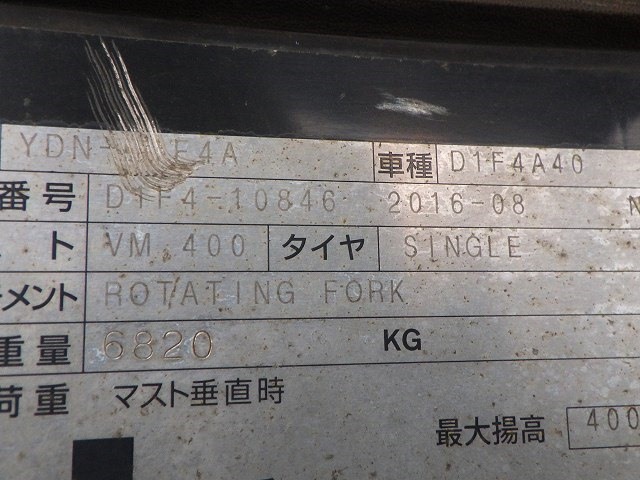 YDN- F4A 車種 D1F4A40
番号 D1F4-10846 2016-08 N
ト VM 400 タイヤ SINGLE
ーメント ROTATING FORK
重量 6820 KG
荷重 マスト垂直時
最大揚高 400